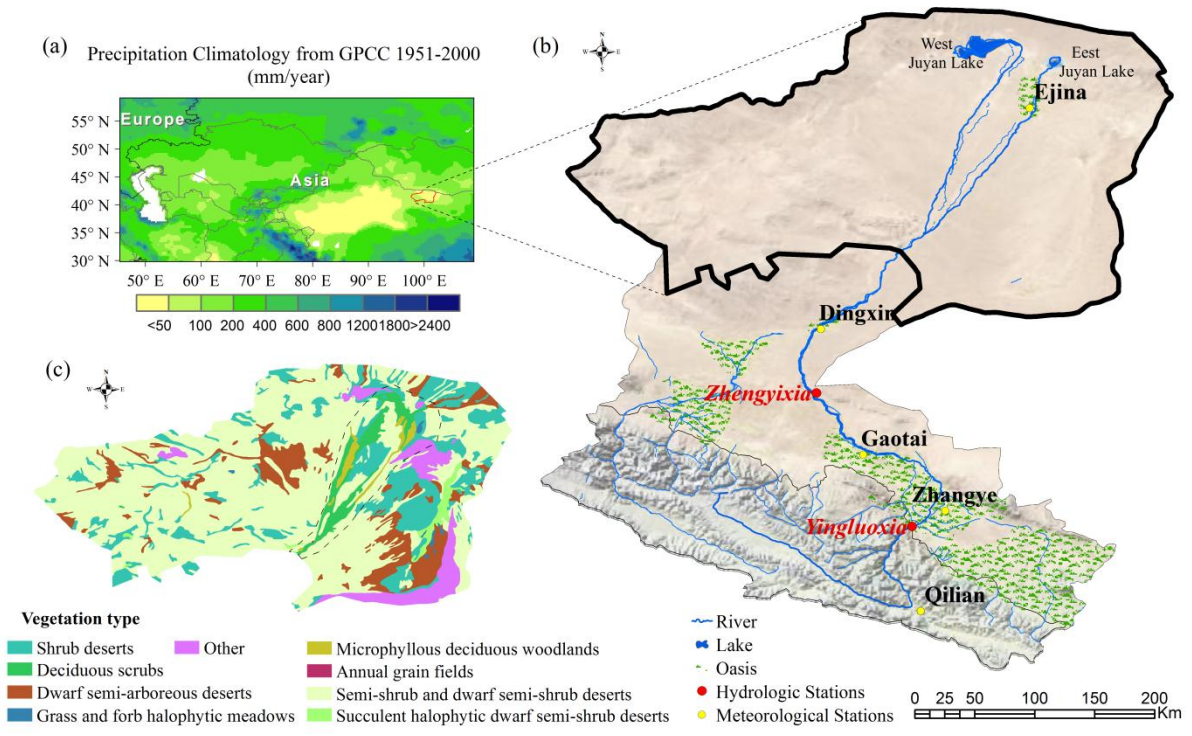 (a)
Precipitation Climatology from GPCC 1951-2000
(mm/year)
Europe
Asia
55° N
50° N
45° N
40° N
35° N
30° N
50° E 60° E 70° E 80° E 90° E 100° E
<50 100 200 400 600 800 1200 1800 >2400
(b)
N
W E
S
West
Juyan Lake
Eest
Juyan Lake
Ejina
Dingxin
Zhengyixia
Gaotai
Zhangye
Yingluoxia
Qilian
River
Lake
Oasis
Hydrologic Stations
Meteorological Stations
0 25 50 100 150 200
Km
(c)
N
W E
S
Vegetation type
Shrub deserts
Other
Deciduous scrubs
Dwarf semi-arboreous deserts
Grass and forb halophytic meadows
Microphyllous deciduous woodlands
Annual grain fields
Semi-shrub and dwarf semi-shrub deserts
Succulent halophytic dwarf semi-shrub deserts